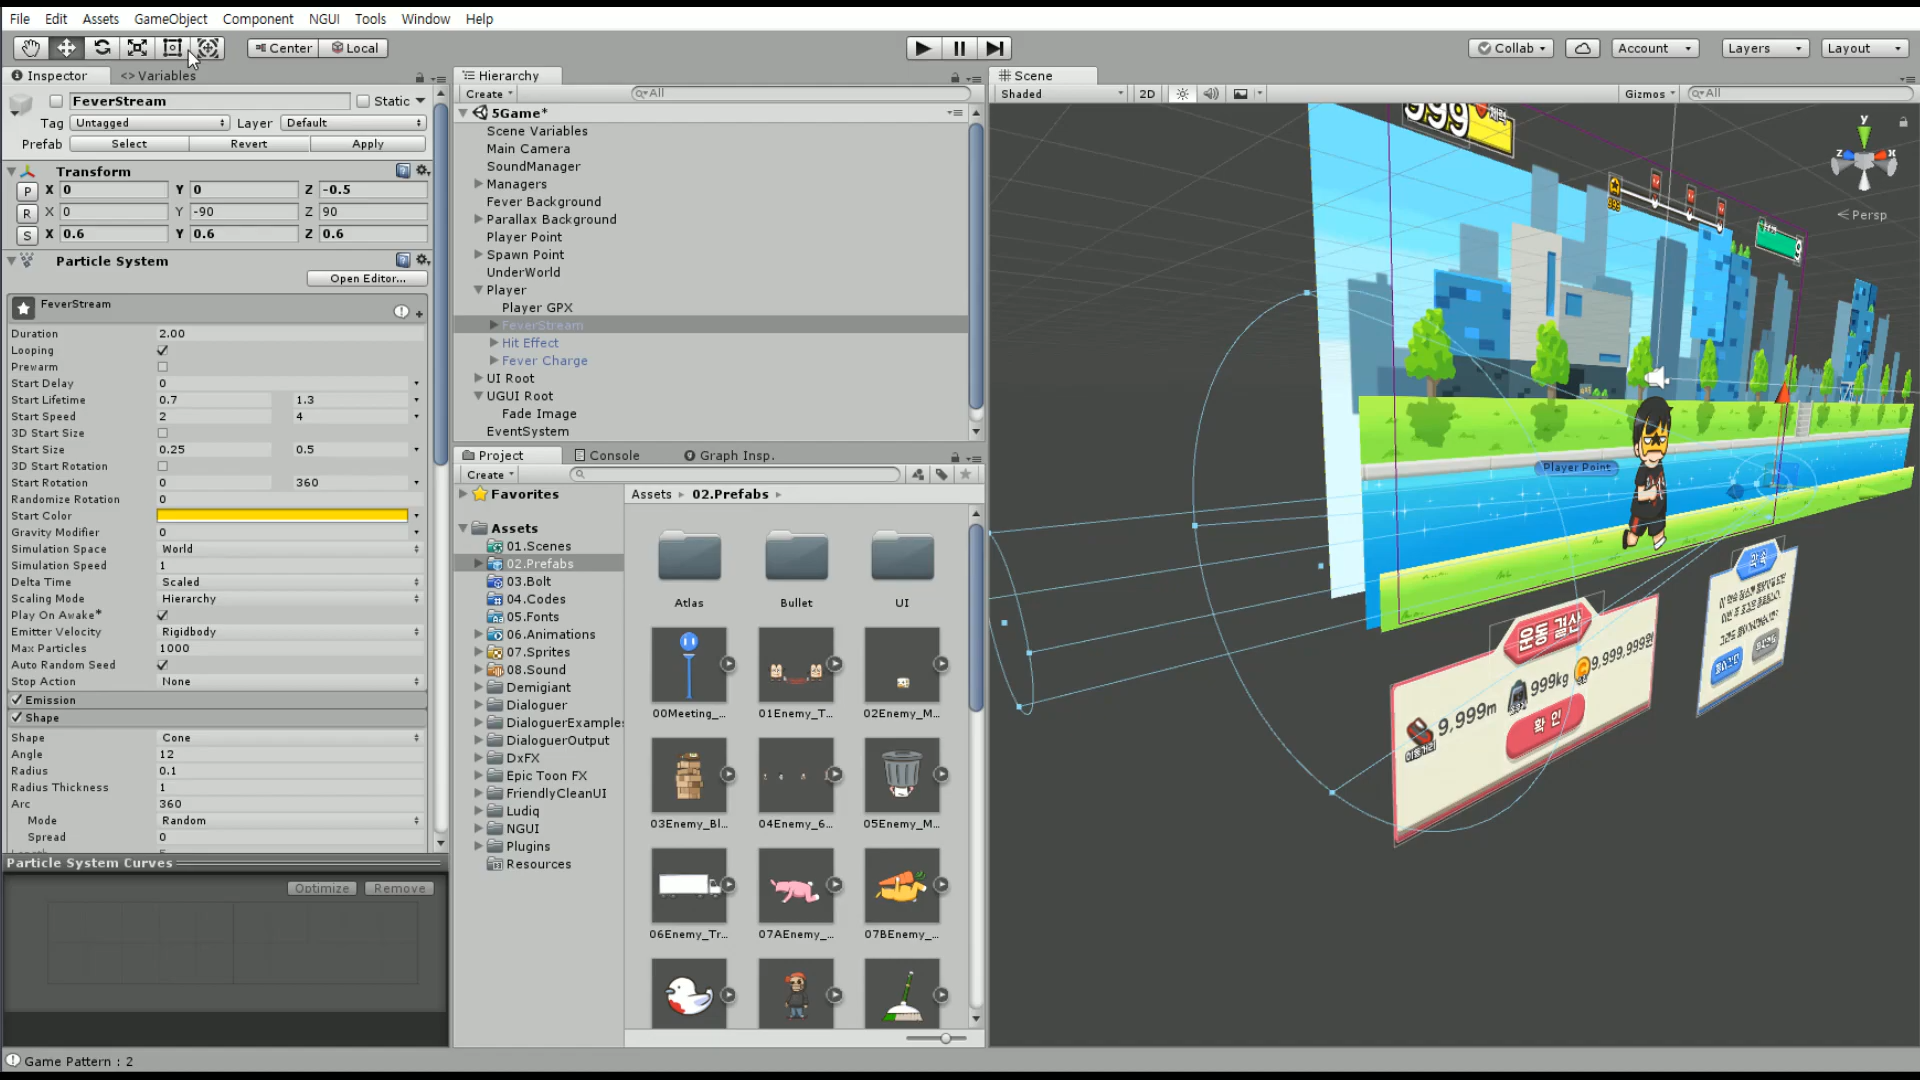 File Edit Assets GameObject Component NGUI Tools Window Help
Center Local Collab Account Layers Layout
Inspector <> Variables
FeverStream Static
Tag Untagged Layer Default
Prefab Select Revert Apply
Transform
P X 0 Y 0 Z -0.5
R X 0 Y -90 Z 90
S X 0.6 Y 0.6 Z 0.6
Particle System
Open Editor...
FeverStream
Duration 2.00
Looping
Prewarm
Start Delay 0
Start Lifetime 0.7 1.3
Start Speed 2 4
3D Start Size
Start Size 0.25 0.5
3D Start Rotation
Start Rotation 0 360
Randomize Rotation 0
Start Color
Gravity Modifier 0
Simulation Space World
Simulation Speed 1
Delta Time Scaled
Scaling Mode Hierarchy
Play On Awake*
Emitter Velocity Rigidbody
Max Particles 1000
Auto Random Seed
Stop Action None
Emission
Shape
Shape Cone
Angle 12
Radius 0.1
Radius Thickness 1
Arc 360
Mode Random
Spread 0
Particle System Curves
Optimize Remove
Game Pattern : 2
Hierarchy
Create All
5Game*
Scene Variables
Main Camera
SoundManager
Managers
Fever Background
Parallax Background
Player Point
Spawn Point
UnderWorld
Player
Player GPX
FeverStream
Hit Effect
Fever Charge
UI Root
UGUI Root
Fade Image
EventSystem
Project Console Graph Insp.
Create
Favorites
Assets
01.Scenes
02.Prefabs
03.Bolt
04.Codes
05.Fonts
06.Animations
07.Sprites
08.Sound
Demigiant
Dialoguer
DialoguerExamples
DialoguerOutput
DxFX
Epic Toon FX
FriendlyCleanUI
Ludiq
NGUI
Plugins
Resources
Assets 02.Prefabs
Atlas Bullet UI
00Meeting_... 01Enemy_T... 02Enemy_M...
03Enemy_Bl... 04Enemy_6... 05Enemy_M...
06Enemy_Tr... 07AEnemy_... 07BEnemy_...
Scene
Shaded 2D Gizmos All
y
z x
Persp
999
999
9
Player Point
운동 결산
9,999m 999kg 9,999,999원
확 인
약속